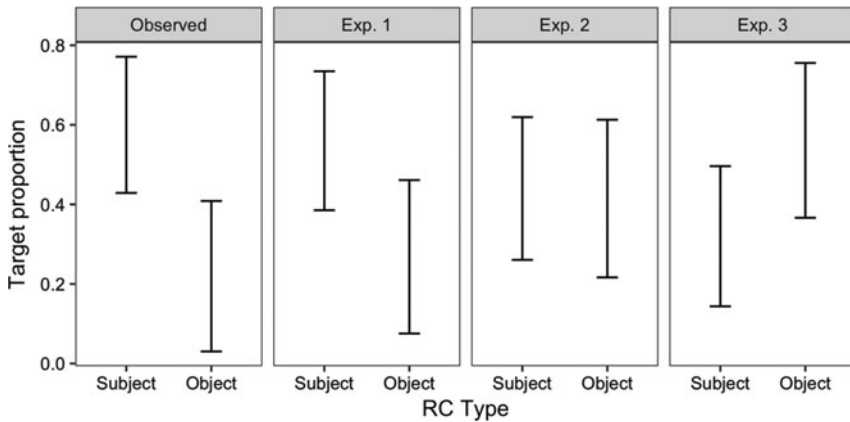 Observed Exp. 1 Exp. 2 Exp. 3
Target proportion
0.8
0.6
0.4
0.2
0.0
Subject Object Subject Object Subject Object Subject Object
RC Type